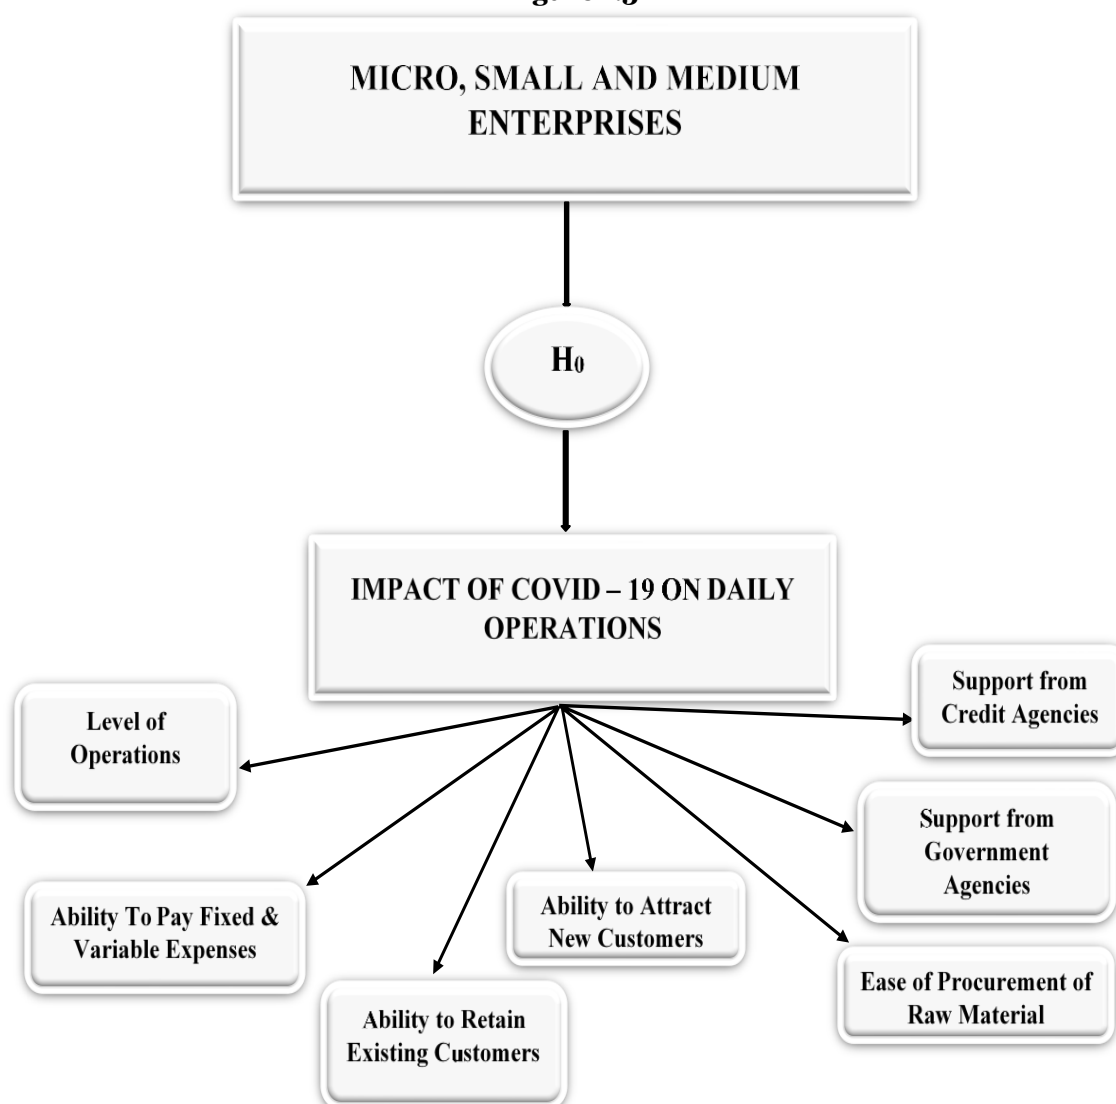 MICRO, SMALL AND MEDIUM
ENTERPRISES
H₀
IMPACT OF COVID – 19 ON DAILY
OPERATIONS
Support from
Credit Agencies
Level of
Operations
Support from
Government
Agencies
Ability To Pay Fixed &
Variable Expenses
Ability to Attract
New Customers
Ease of Procurement of
Raw Material
Ability to Retain
Existing Customers